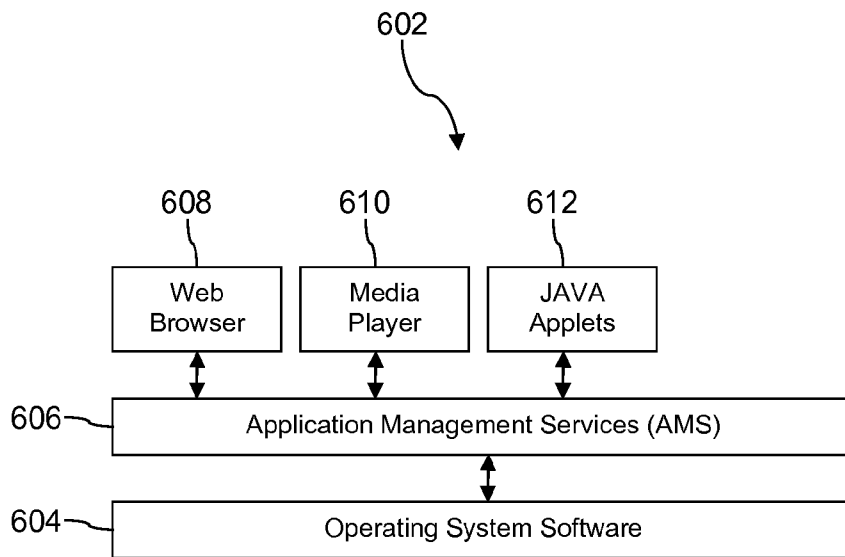 602
608
610
612
Web
Browser
Media
Player
JAVA
Applets
606
Application Management Services (AMS)
604
Operating System Software